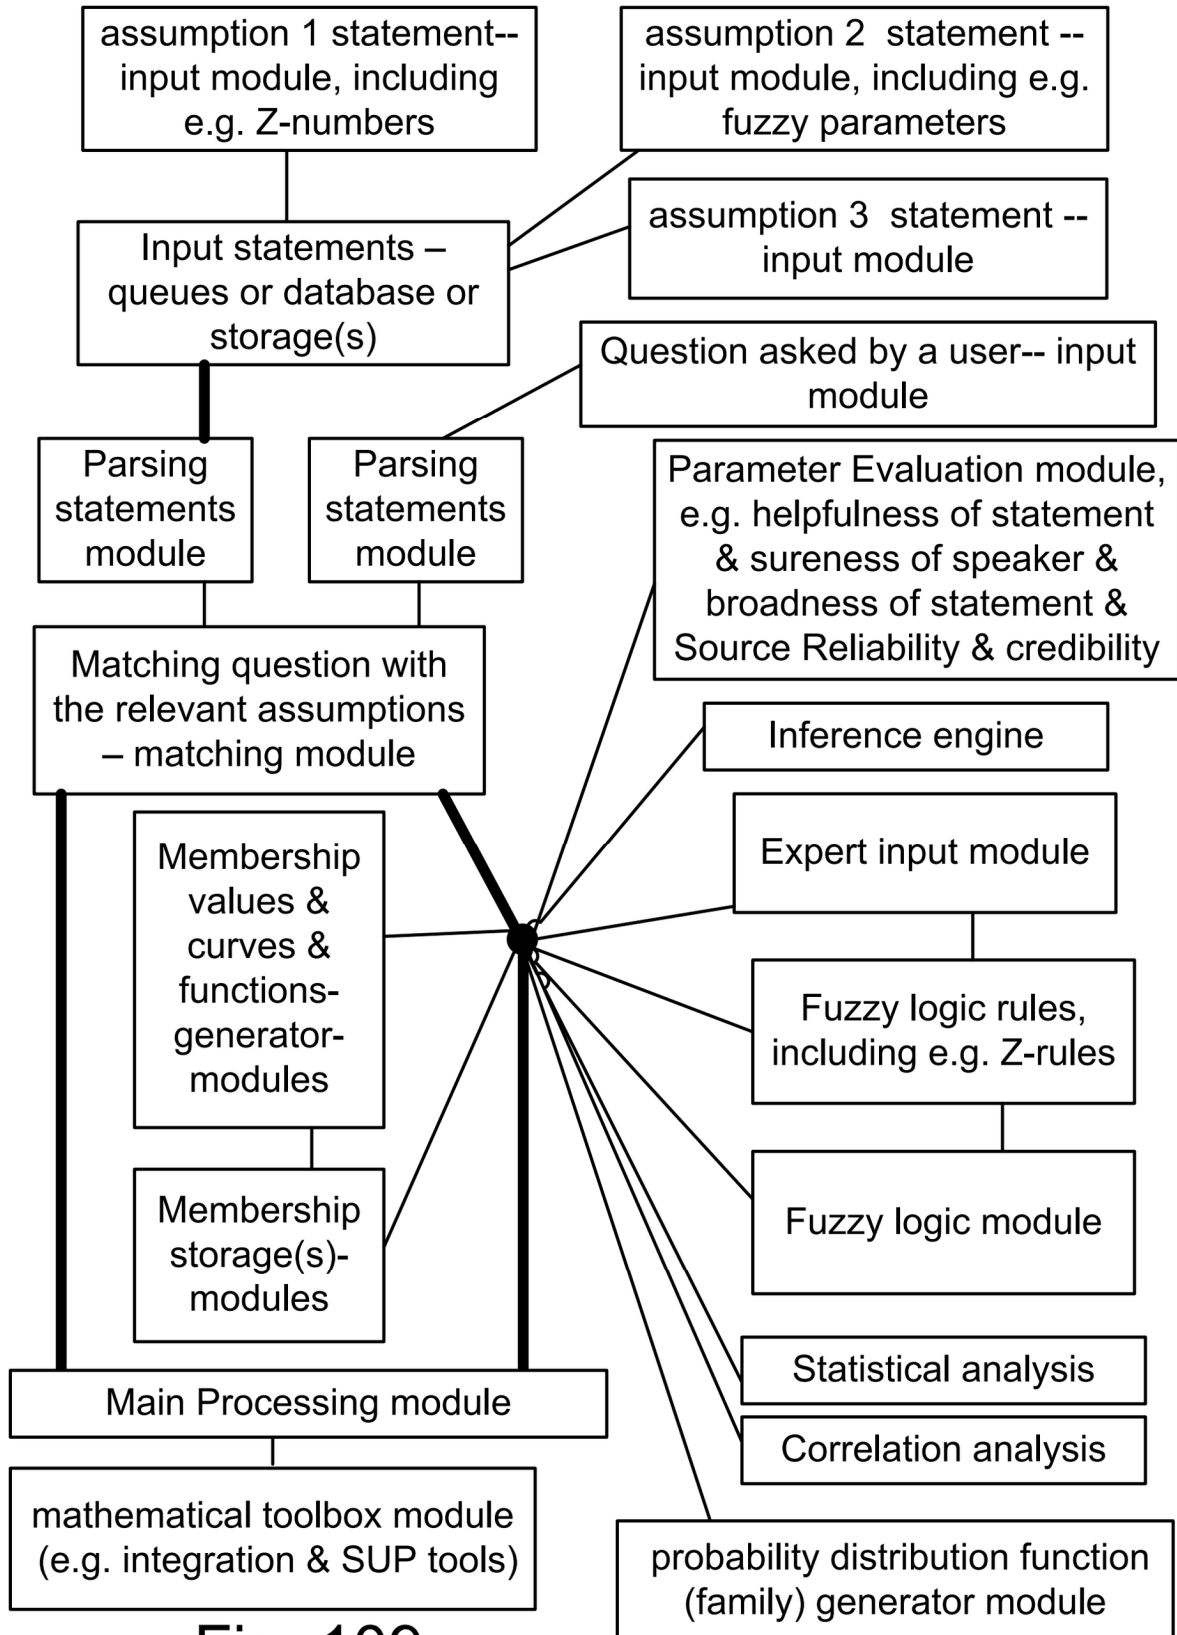 assumption 1 statement--
input module, including
e.g. Z-numbers
assumption 2  statement --
input module, including e.g.
fuzzy parameters
assumption 3  statement --
input module
Input statements –
queues or database or
storage(s)
Question asked by a user-- input
module
Parsing
statements
module
Parsing
statements
module
Parameter Evaluation module,
e.g. helpfulness of statement
& sureness of speaker &
broadness of statement &
Source Reliability & credibility
Matching question with
the relevant assumptions
– matching module
Inference engine
Expert input module
Membership
values &
curves &
functions-
generator-
modules
Fuzzy logic rules,
including e.g. Z-rules
Membership
storage(s)-
modules
Fuzzy logic module
Statistical analysis
Main Processing module
Correlation analysis
mathematical toolbox module
(e.g. integration & SUP tools)
probability distribution function
(family) generator module